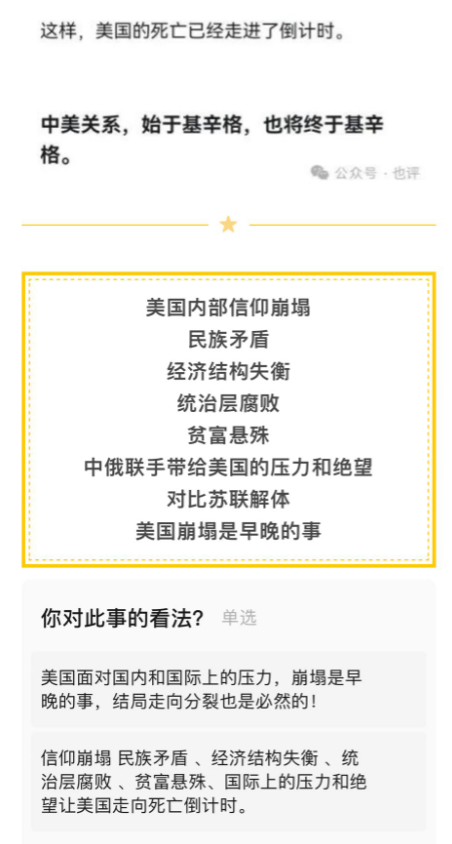 这样，美国的死亡已经走进了倒计时。
中美关系，始于基辛格，也将终于基辛
格。
公众号 · 也评
美国内部信仰崩塌
民族矛盾
经济结构失衡
统治层腐败
贫富悬殊
中俄联手带给美国的压力和绝望
对比苏联解体
美国崩塌是早晚的事
你对此事的看法？ 单选
美国面对国内和国际上的压力，崩塌是早
晚的事，结局走向分裂也是必然的！
信仰崩塌 民族矛盾 、经济结构失衡 、统
治层腐败 、贫富悬殊、国际上的压力和绝
望让美国走向死亡倒计时。